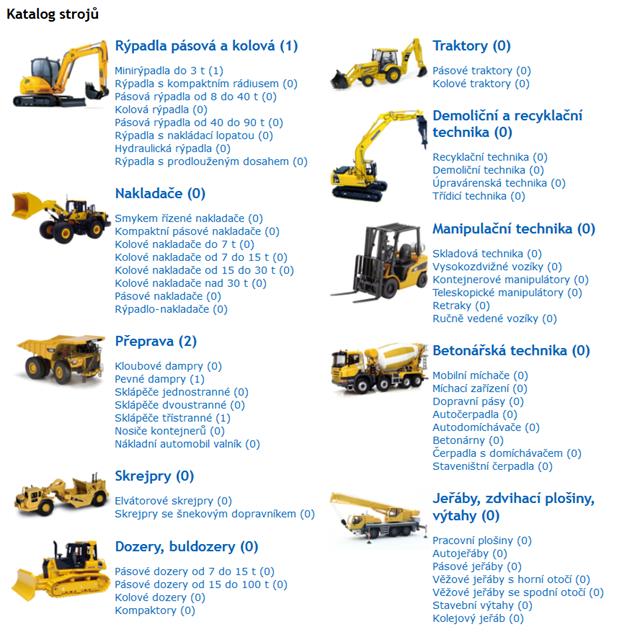 Katalog strojů
Rýpadla pásová a kolová (1)
Minirýpadla do 3 t (1)
Rýpadla s kompaktním rádiusem (0)
Pásová rýpadla od 8 do 40 t (0)
Kolová rýpadla (0)
Pásová rýpadla od 40 do 90 t (0)
Rýpadla s nakládací lopatou (0)
Hydraulická rýpadla (0)
Rýpadla s prodlouženým dosahem (0)
Nakladače (0)
Smykem řízené nakladače (0)
Kompaktní pásové nakladače (0)
Kolové nakladače do 7 t (0)
Kolové nakladače od 7 do 15 t (0)
Kolové nakladače od 15 do 30 t (0)
Kolové nakladače nad 30 t (0)
Pásové nakladače (0)
Rýpadlo-nakladače (0)
Přeprava (2)
Kloubové dampry (0)
Pevné dampry (1)
Sklápěče jednostranné (0)
Sklápěče dvoustranné (0)
Sklápěče třístranné (1)
Nosiče kontejnerů (0)
Nákladní automobil valník (0)
Skrejpry (0)
Elvátorové skrejpry (0)
Skrejpry se šnekovým dopravníkem (0)
Dozery, buldozery (0)
Pásové dozery od 7 do 15 t (0)
Pásové dozery od 15 do 100 t (0)
Kolové dozery (0)
Kompaktory (0)
Traktory (0)
Pásové traktory (0)
Kolové traktory (0)
Demoliční a recyklační
technika (0)
Recyklační technika (0)
Demoliční technika (0)
Úpravárenská technika (0)
Třídicí technika (0)
Manipulační technika (0)
Skladová technika (0)
Vysokozdvižné vozíky (0)
Kontejnerové manipulátory (0)
Teleskopické manipulátory (0)
Retraky (0)
Ručně vedené vozíky (0)
Betonářská technika (0)
Mobilní míchače (0)
Míchací zařízení (0)
Dopravní pásy (0)
Autočerpadla (0)
Autodomíchávače (0)
Betonárny (0)
Čerpadla s domíchávačem (0)
Staveništní čerpadla (0)
Jeřáby, zdvihací plošiny,
výtahy (0)
Pracovní plošiny (0)
Autojeřáby (0)
Pásové jeřáby (0)
Věžové jeřáby s horní otočí (0)
Věžové jeřáby se spodní otočí (0)
Stavební výtahy (0)
Kolejový jeřáb (0)